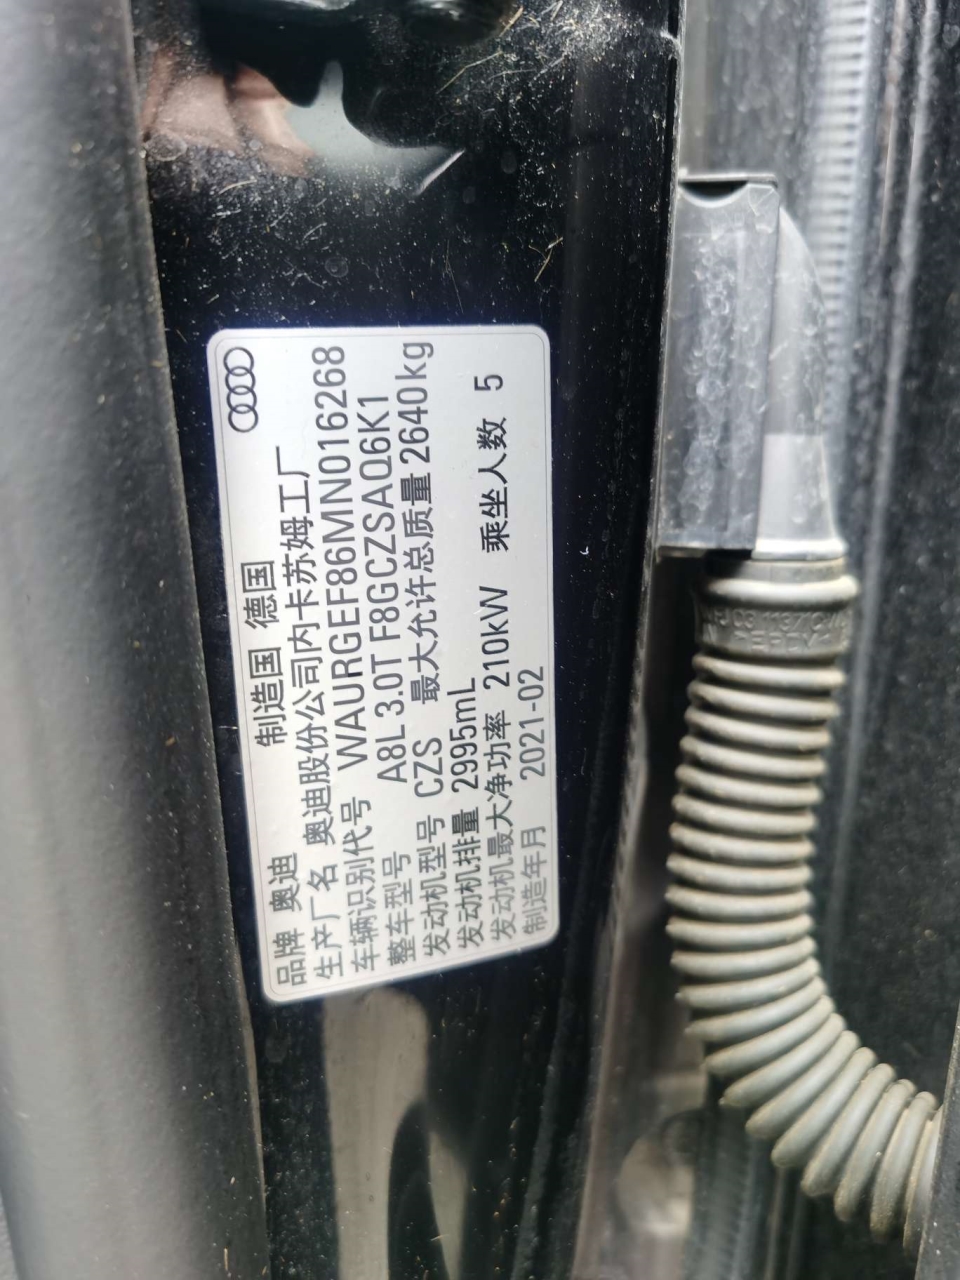 品牌 奥迪 制造国 德国
生产厂名 奥迪股份公司内卡苏姆工厂
车辆识别代号 WAURGEF86MN016268
整车型号 A8L 3.0T F8GCZSAQ6K1
发动机型号 CZS 最大允许总质量 2640kg
发动机排量 2995mL
发动机最大净功率 210kW 乘坐人数 5
制造年月 2021-02